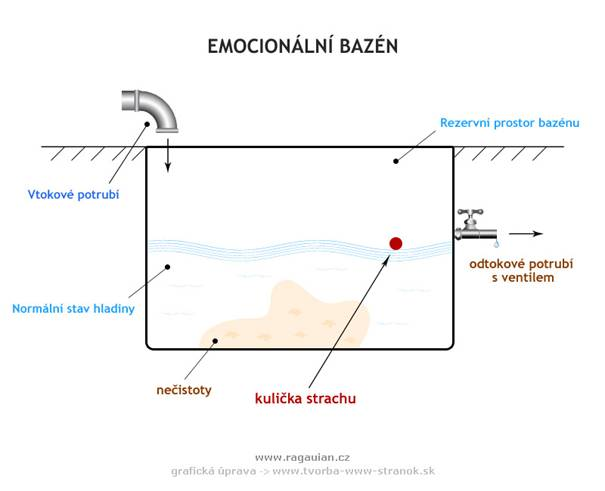 EMOCIONÁLNÍ BAZÉN
Rezervní prostor bazénu
Vtokové potrubí
odtokové potrubí
s ventilem
Normální stav hladiny
nečistoty
kulička strachu
www.ragauian.cz
grafická úprava -> www.tvorba-www-stranok.sk